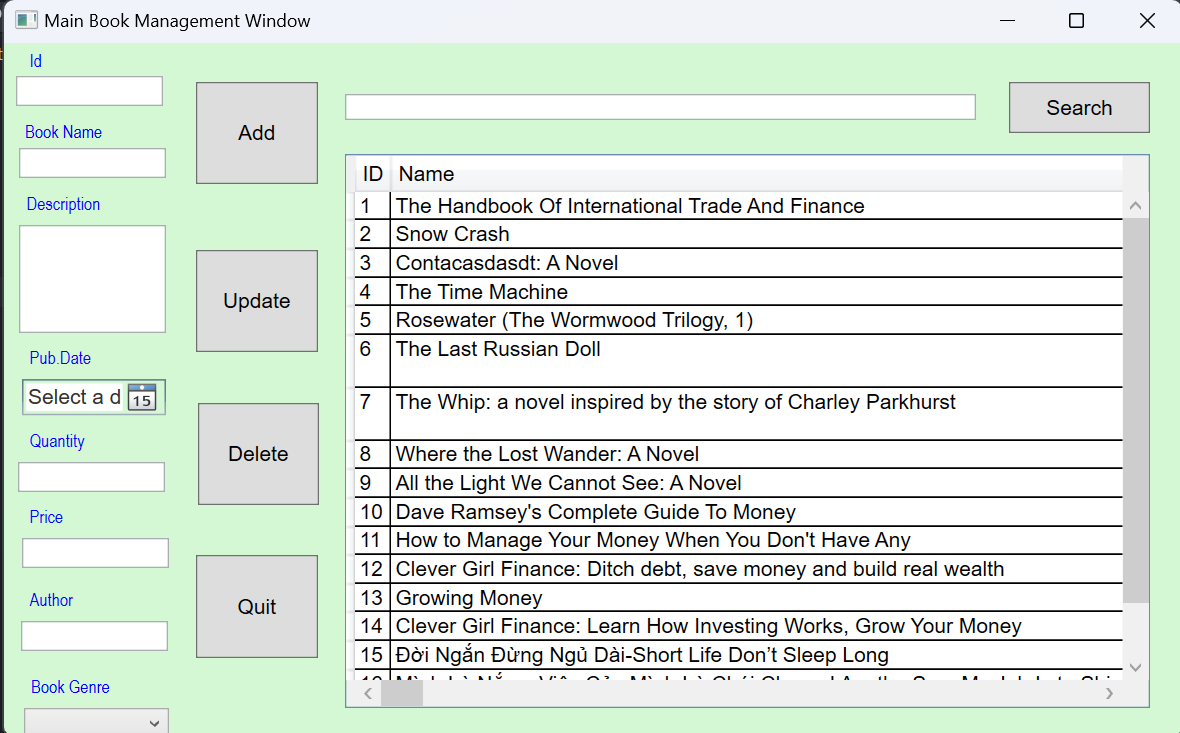 Main Book Management Window
Id
Book Name
Description
Pub.Date
Select a d
15
Quantity
Price
Author
Book Genre
Add
Update
Delete
Quit
Search
ID Name
1 The Handbook Of International Trade And Finance
2 Snow Crash
3 Contacasdasdt: A Novel
4 The Time Machine
5 Rosewater (The Wormwood Trilogy, 1)
6 The Last Russian Doll
7 The Whip: a novel inspired by the story of Charley Parkhurst
8 Where the Lost Wander: A Novel
9 All the Light We Cannot See: A Novel
10 Dave Ramsey's Complete Guide To Money
11 How to Manage Your Money When You Don't Have Any
12 Clever Girl Finance: Ditch debt, save money and build real wealth
13 Growing Money
14 Clever Girl Finance: Learn How Investing Works, Grow Your Money
15 Đời Ngắn Đừng Ngủ Dài-Short Life Don’t Sleep Long